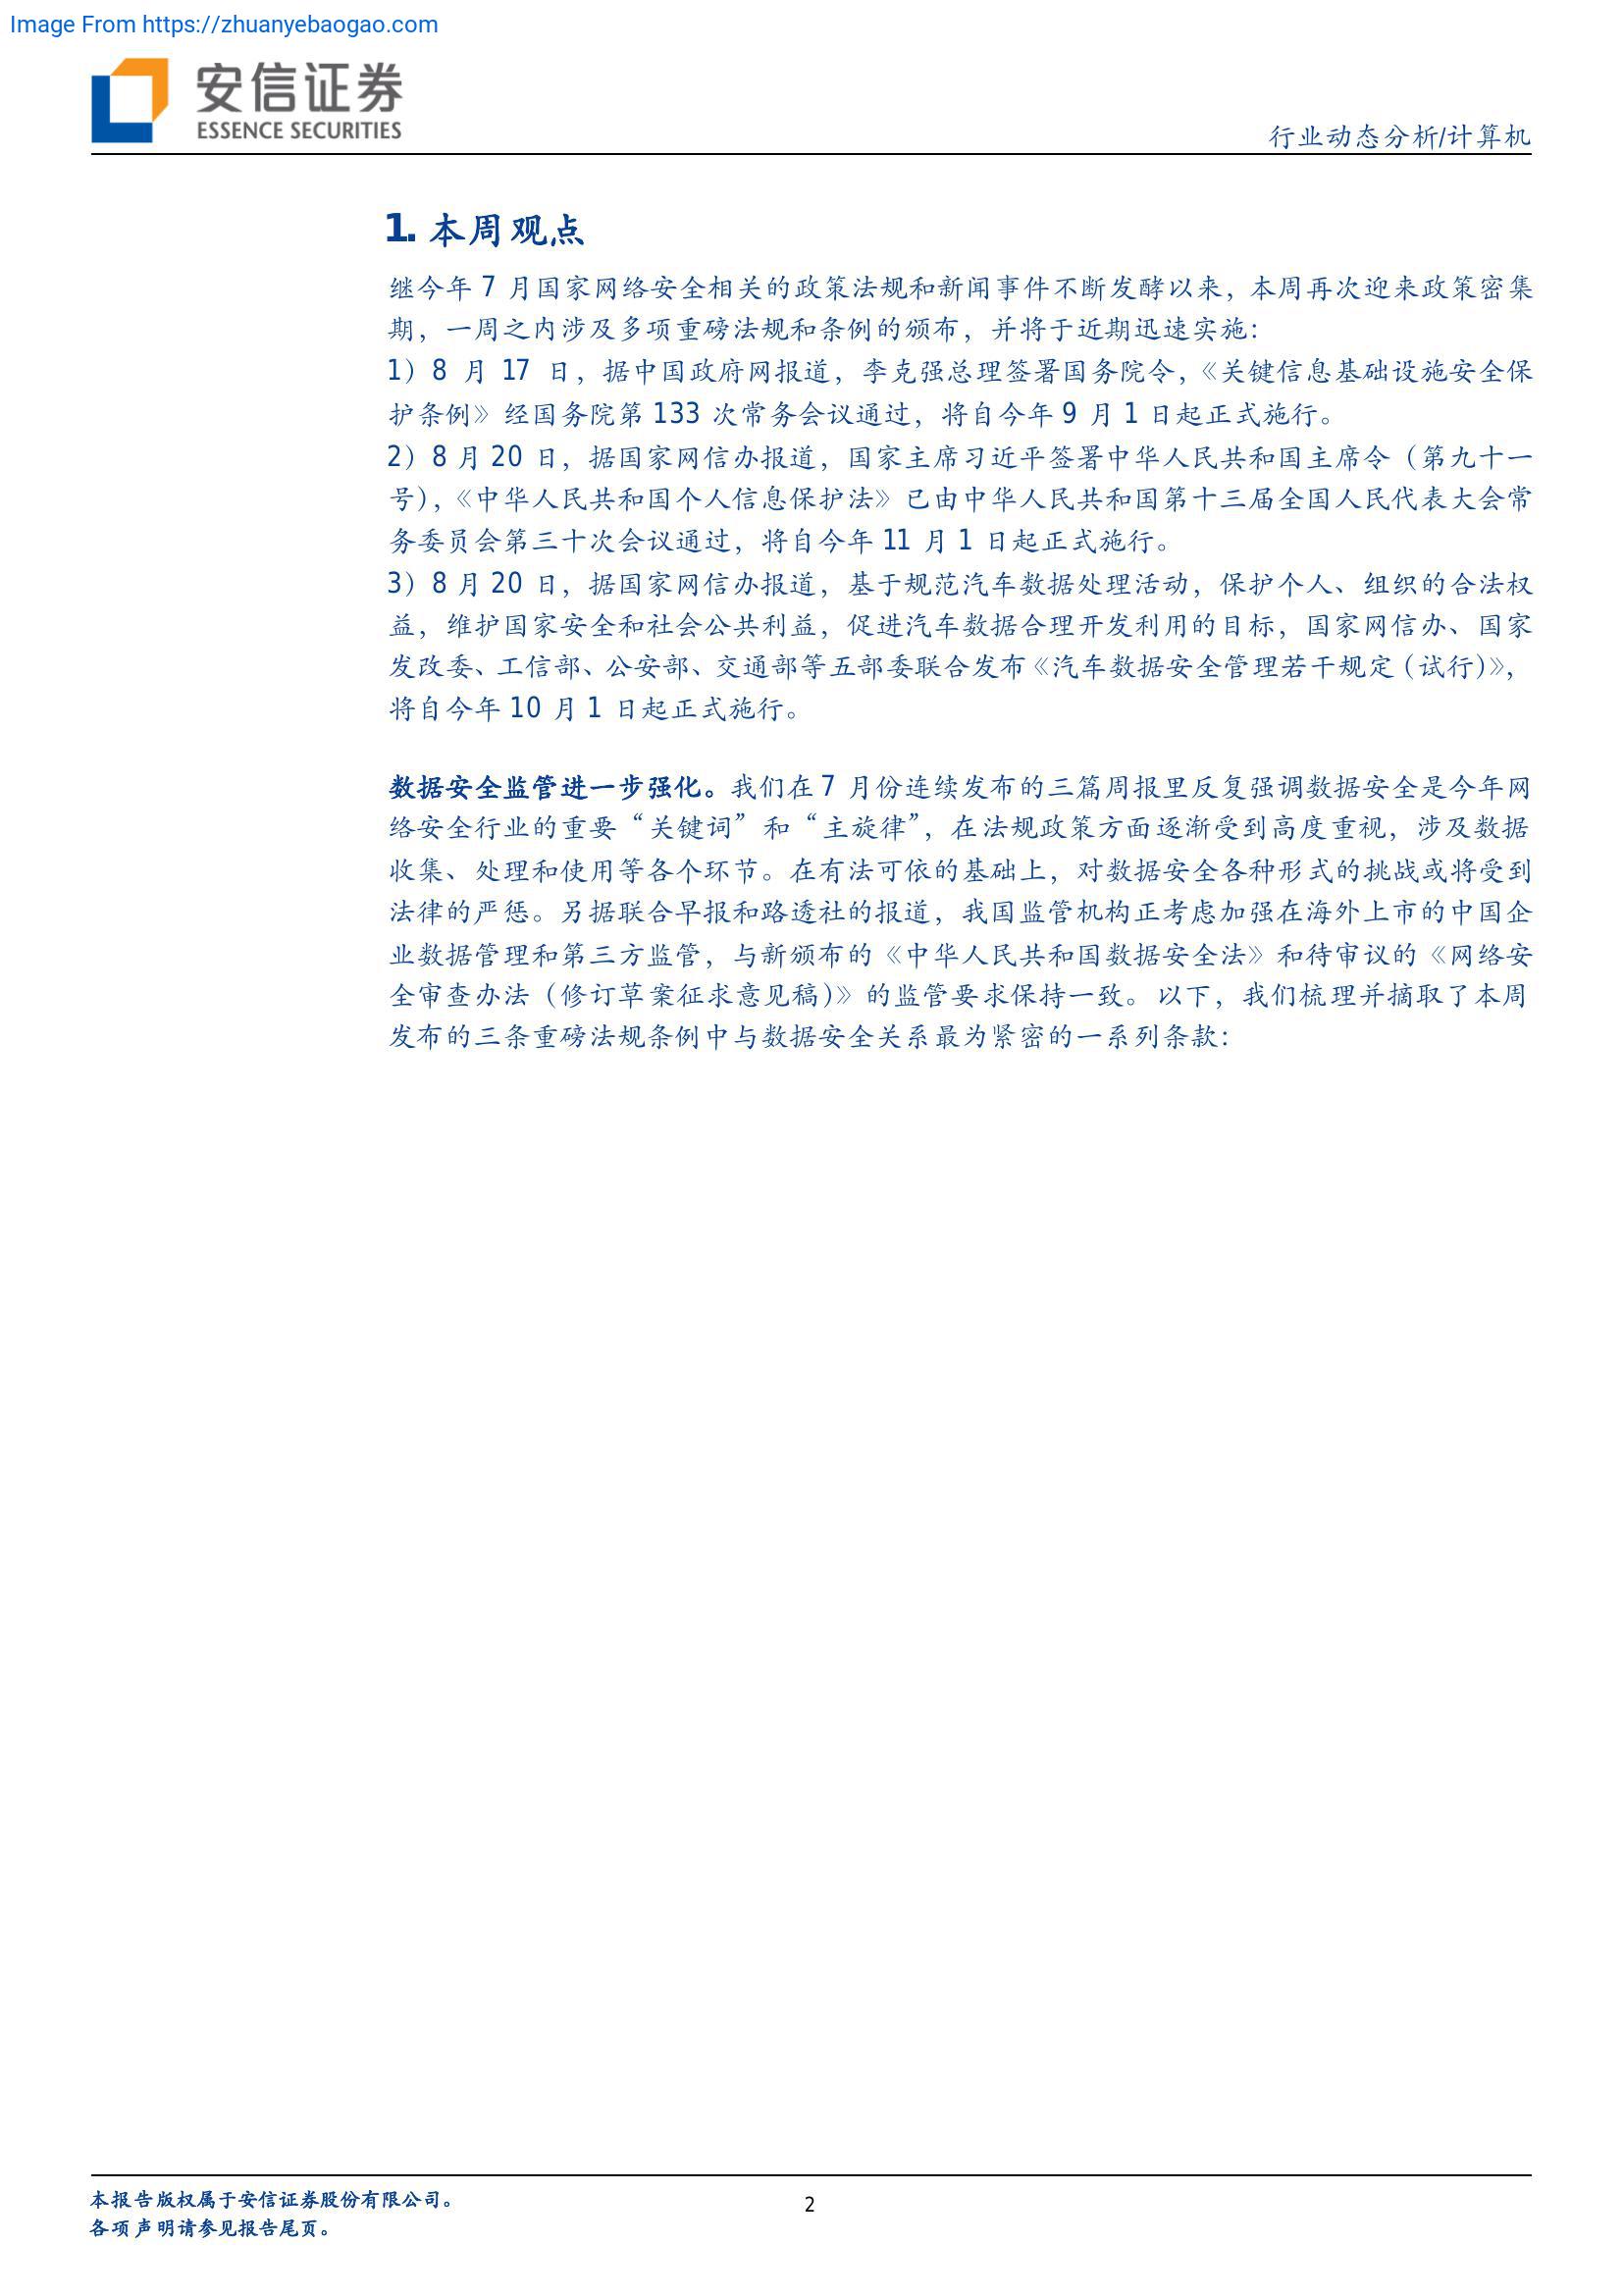 Image From https://zhuanyebaogao.com
安信证券
ESSENCE SECURITIES
行业动态分析/计算机
1. 本周观点
继今年 7 月国家网络安全相关的政策法规和新闻事件不断发酵以来，本周再次迎来政策密集
期，一周之内涉及多项重磅法规和条例的颁布，并将于近期迅速实施：
1）8 月 17 日，据中国政府网报道，李克强总理签署国务院令，《关键信息基础设施安全保
护条例》经国务院第 133 次常务会议通过，将自今年 9 月 1 日起正式施行。
2）8 月 20 日，据国家网信办报道，国家主席习近平签署中华人民共和国主席令（第九十一
号），《中华人民共和国个人信息保护法》已由中华人民共和国第十三届全国人民代表大会常
务委员会第三十次会议通过，将自今年 11 月 1 日起正式施行。
3）8 月 20 日，据国家网信办报道，基于规范汽车数据处理活动，保护个人、组织的合法权
益，维护国家安全和社会公共利益，促进汽车数据合理开发利用的目标，国家网信办、国家
发改委、工信部、公安部、交通部等五部委联合发布《汽车数据安全管理若干规定（试行）》，
将自今年 10 月 1 日起正式施行。
数据安全监管进一步强化。我们在 7 月份连续发布的三篇周报里反复强调数据安全是今年网
络安全行业的重要“关键词”和“主旋律”，在法规政策方面逐渐受到高度重视，涉及数据
收集、处理和使用等各个环节。在有法可依的基础上，对数据安全各种形式的挑战或将受到
法律的严惩。另据联合早报和路透社的报道，我国监管机构正考虑加强在海外上市的中国企
业数据管理和第三方监管，与新颁布的《中华人民共和国数据安全法》和待审议的《网络安
全审查办法（修订草案征求意见稿）》的监管要求保持一致。以下，我们梳理并摘取了本周
发布的三条重磅法规条例中与数据安全关系最为紧密的一系列条款：
本报告版权属于安信证券股份有限公司。
2
各项声明请参见报告尾页。